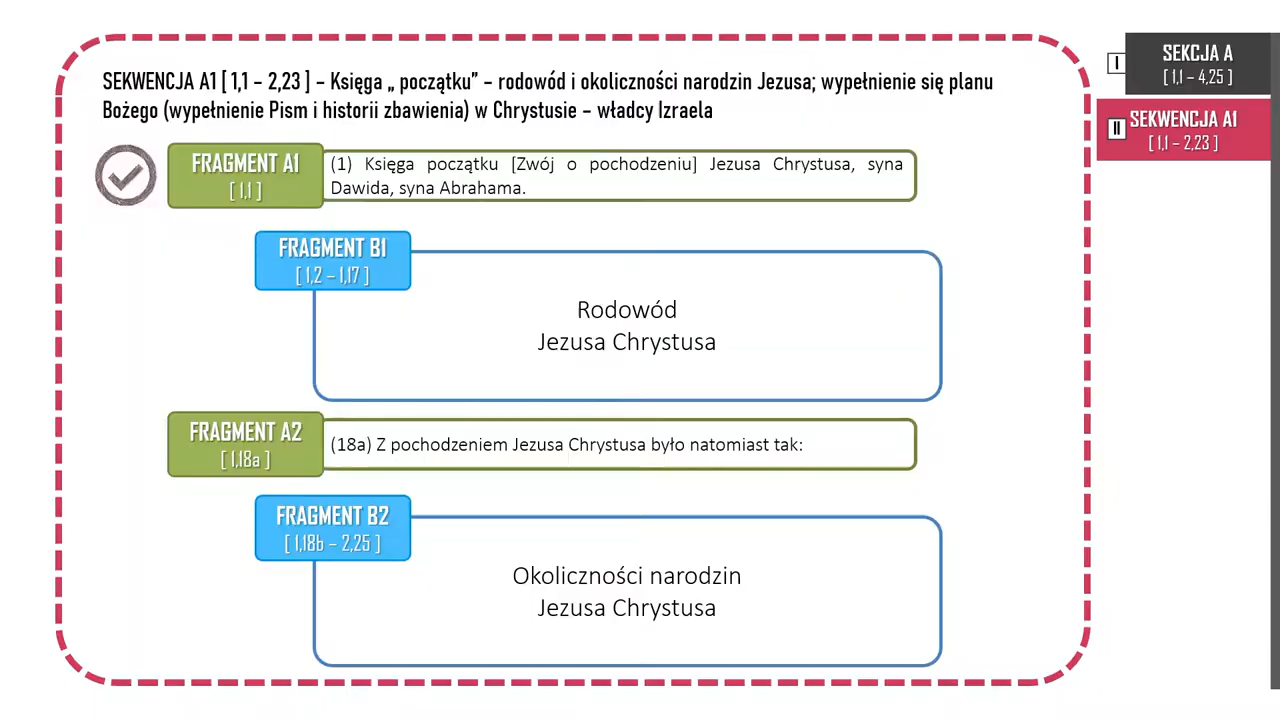 SEKWENCJA A1 [ 1,1 – 2,23 ] – Księga „ początku” – rodowód i okoliczności narodzin Jezusa; wypełnienie się planu
Bożego (wypełnienie Pism i historii zbawienia) w Chrystusie – władcy Izraela
FRAGMENT A1
[ 1,1 ]
(1) Księga początku [Zwój o pochodzeniu] Jezusa Chrystusa, syna
Dawida, syna Abrahama.
FRAGMENT B1
[ 1,2 – 1,17 ]
Rodowód
Jezusa Chrystusa
FRAGMENT A2
[ 1,18a ]
(18a) Z pochodzeniem Jezusa Chrystusa było natomiast tak:
FRAGMENT B2
[ 1,18b – 2,25 ]
Okoliczności narodzin
Jezusa Chrystusa
I
SEKCJA A
[ 1,1 – 4,25 ]
II
SEKWENCJA A1
[ 1,1 – 2,23 ]